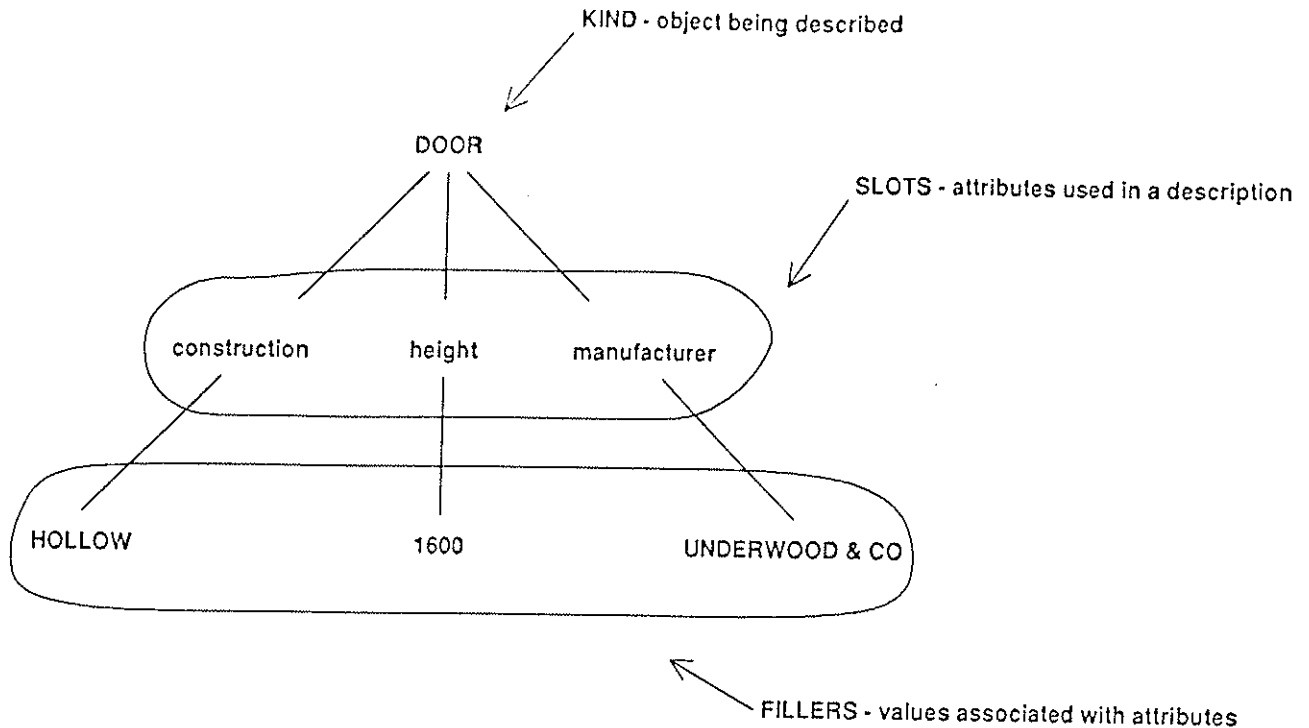 KIND - object being described
DOOR
SLOTS - attributes used in a description
construction height manufacturer
HOLLOW 1600 UNDERWOOD & CO
FILLERS - values associated with attributes